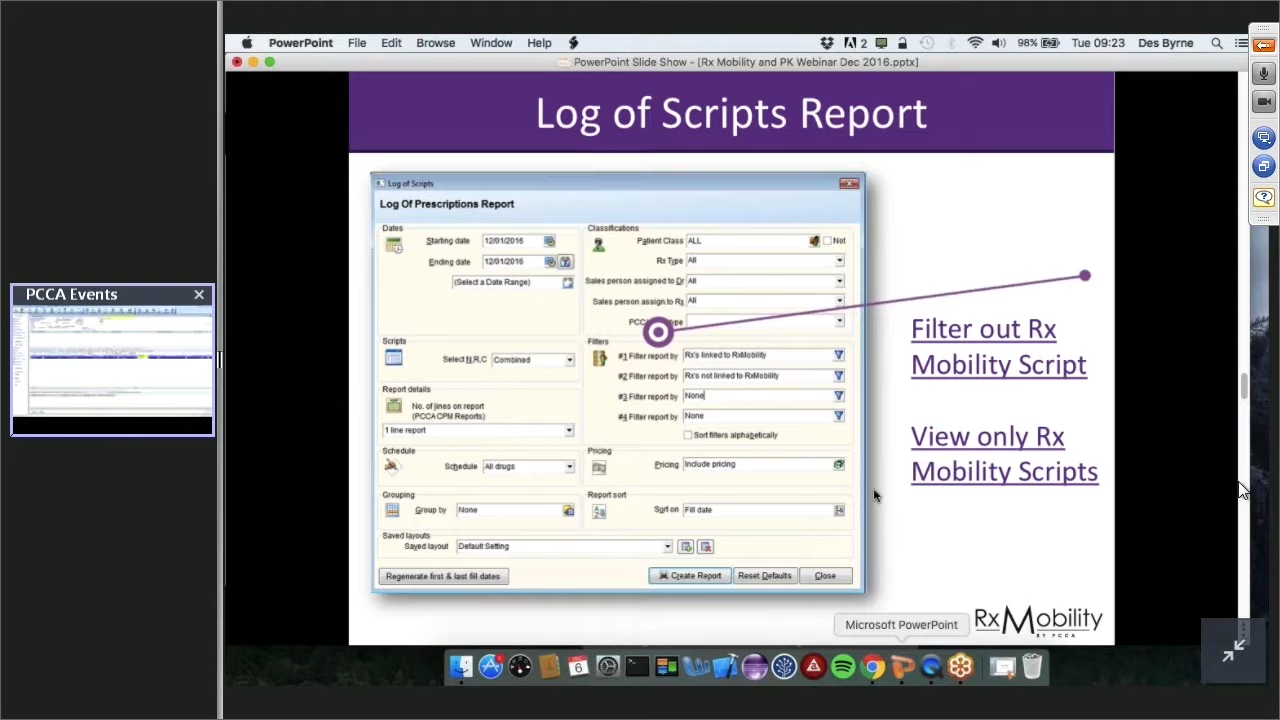 PowerPoint File Edit Browse Window Help 2 98% Tue 09:23 Des Byrne
PowerPoint Slide Show - [Rx Mobility and PK Webinar Dec 2016.pptx]
PCCA Events
Log of Scripts Report
Log of Scripts
Log Of Prescriptions Report
Dates
Starting date 12/01/2016
Ending date 12/01/2016
(Select a Date Range)
Classifications
Patient Class ALL Not
Rx Type All
Sales person assigned to Dr All
Sales person assign.to Rx All
Scripts
Select N,R,C Combined
Report details
No. of lines on report
(PCCA CPM Reports)
1 line report
Filters
#1 Filter report by Rx's linked to RxMobility
#2 Filter report by Rx's not linked to RxMobility
#3 Filter report by None
#4 Filter report by None
Sort filters alphabetically
Schedule
Schedule All drugs
Pricing
Pricing Include pricing
Grouping
Group by None
Report sort
Sort on Fill date
Saved layouts
Saved layout Default Setting
Regenerate first & last fill dates Create Report Reset Defaults Close
Filter out Rx
Mobility Script
View only Rx
Mobility Scripts
RxMobility
BY PCCA
Microsoft PowerPoint
6